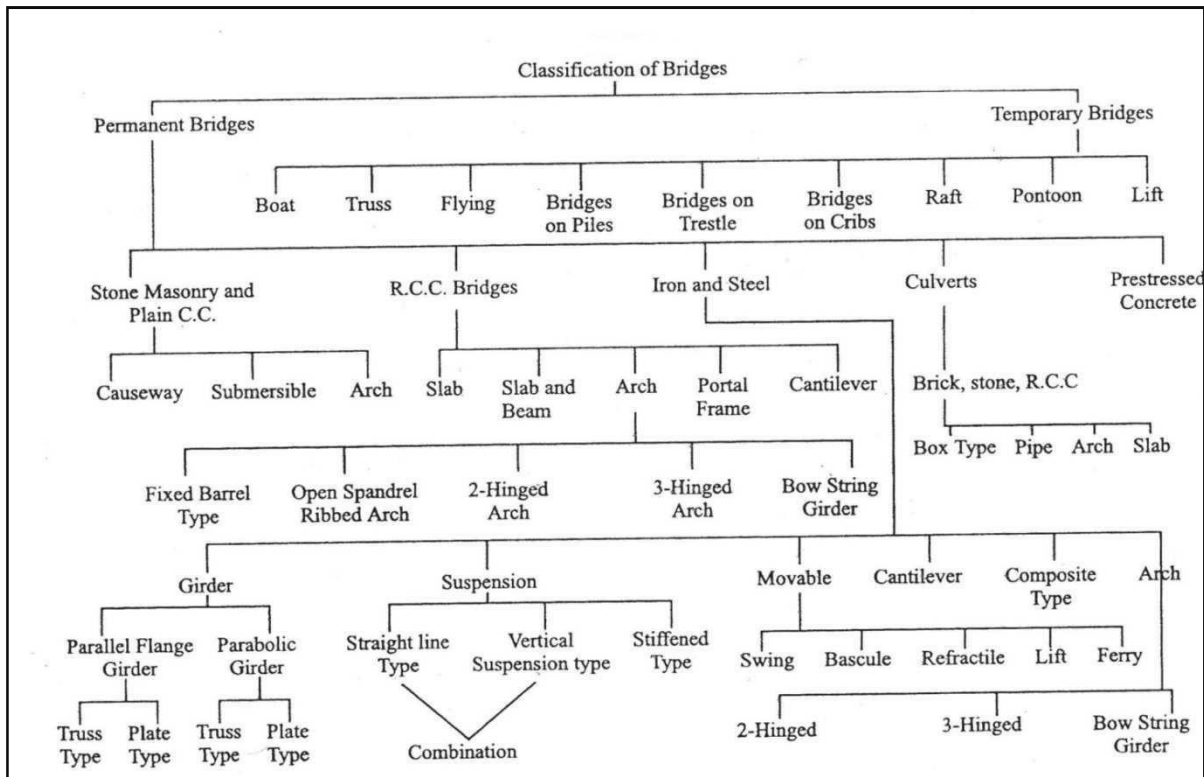 Classification of Bridges
Permanent Bridges
Temporary Bridges
Boat
Truss
Flying
Bridges
on Piles
Bridges on
Trestle
Bridges
on Cribs
Raft
Pontoon
Lift
Stone Masonry and
Plain C.C.
R.C.C. Bridges
Iron and Steel
Culverts
Prestressed
Concrete
Causeway
Submersible
Arch
Slab
Slab and
Beam
Arch
Portal
Frame
Cantilever
Brick, stone, R.C.C
Box Type
Pipe
Arch
Slab
Fixed Barrel
Type
Open Spandrel
Ribbed Arch
2-Hinged
Arch
3-Hinged
Arch
Bow String
Girder
Girder
Suspension
Movable
Cantilever
Composite
Type
Arch
Parallel Flange
Girder
Parabolic
Girder
Straight line
Type
Vertical
Suspension type
Stiffened
Type
Swing
Bascule
Refractile
Lift
Ferry
Truss
Type
Plate
Type
Truss
Type
Plate
Type
Combination
2-Hinged
3-Hinged
Bow String
Girder